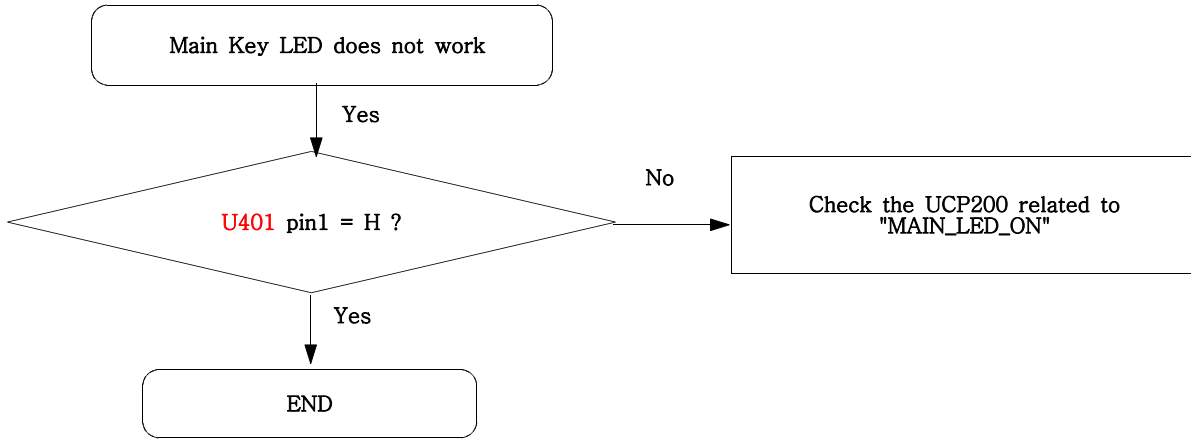 Main Key LED does not work
Yes
U401 pin1 = H ?
No
Check the UCP200 related to
"MAIN_LED_ON"
Yes
END